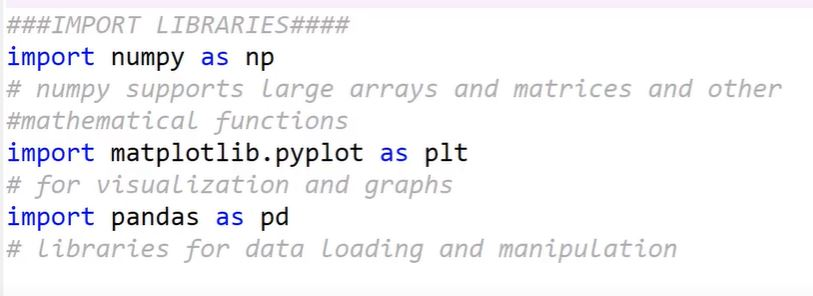 ###IMPORT LIBRARIES####
import numpy as np
# numpy supports large arrays and matrices and other
#mathematical functions
import matplotlib.pyplot as plt
# for visualization and graphs
import pandas as pd
# libraries for data loading and manipulation